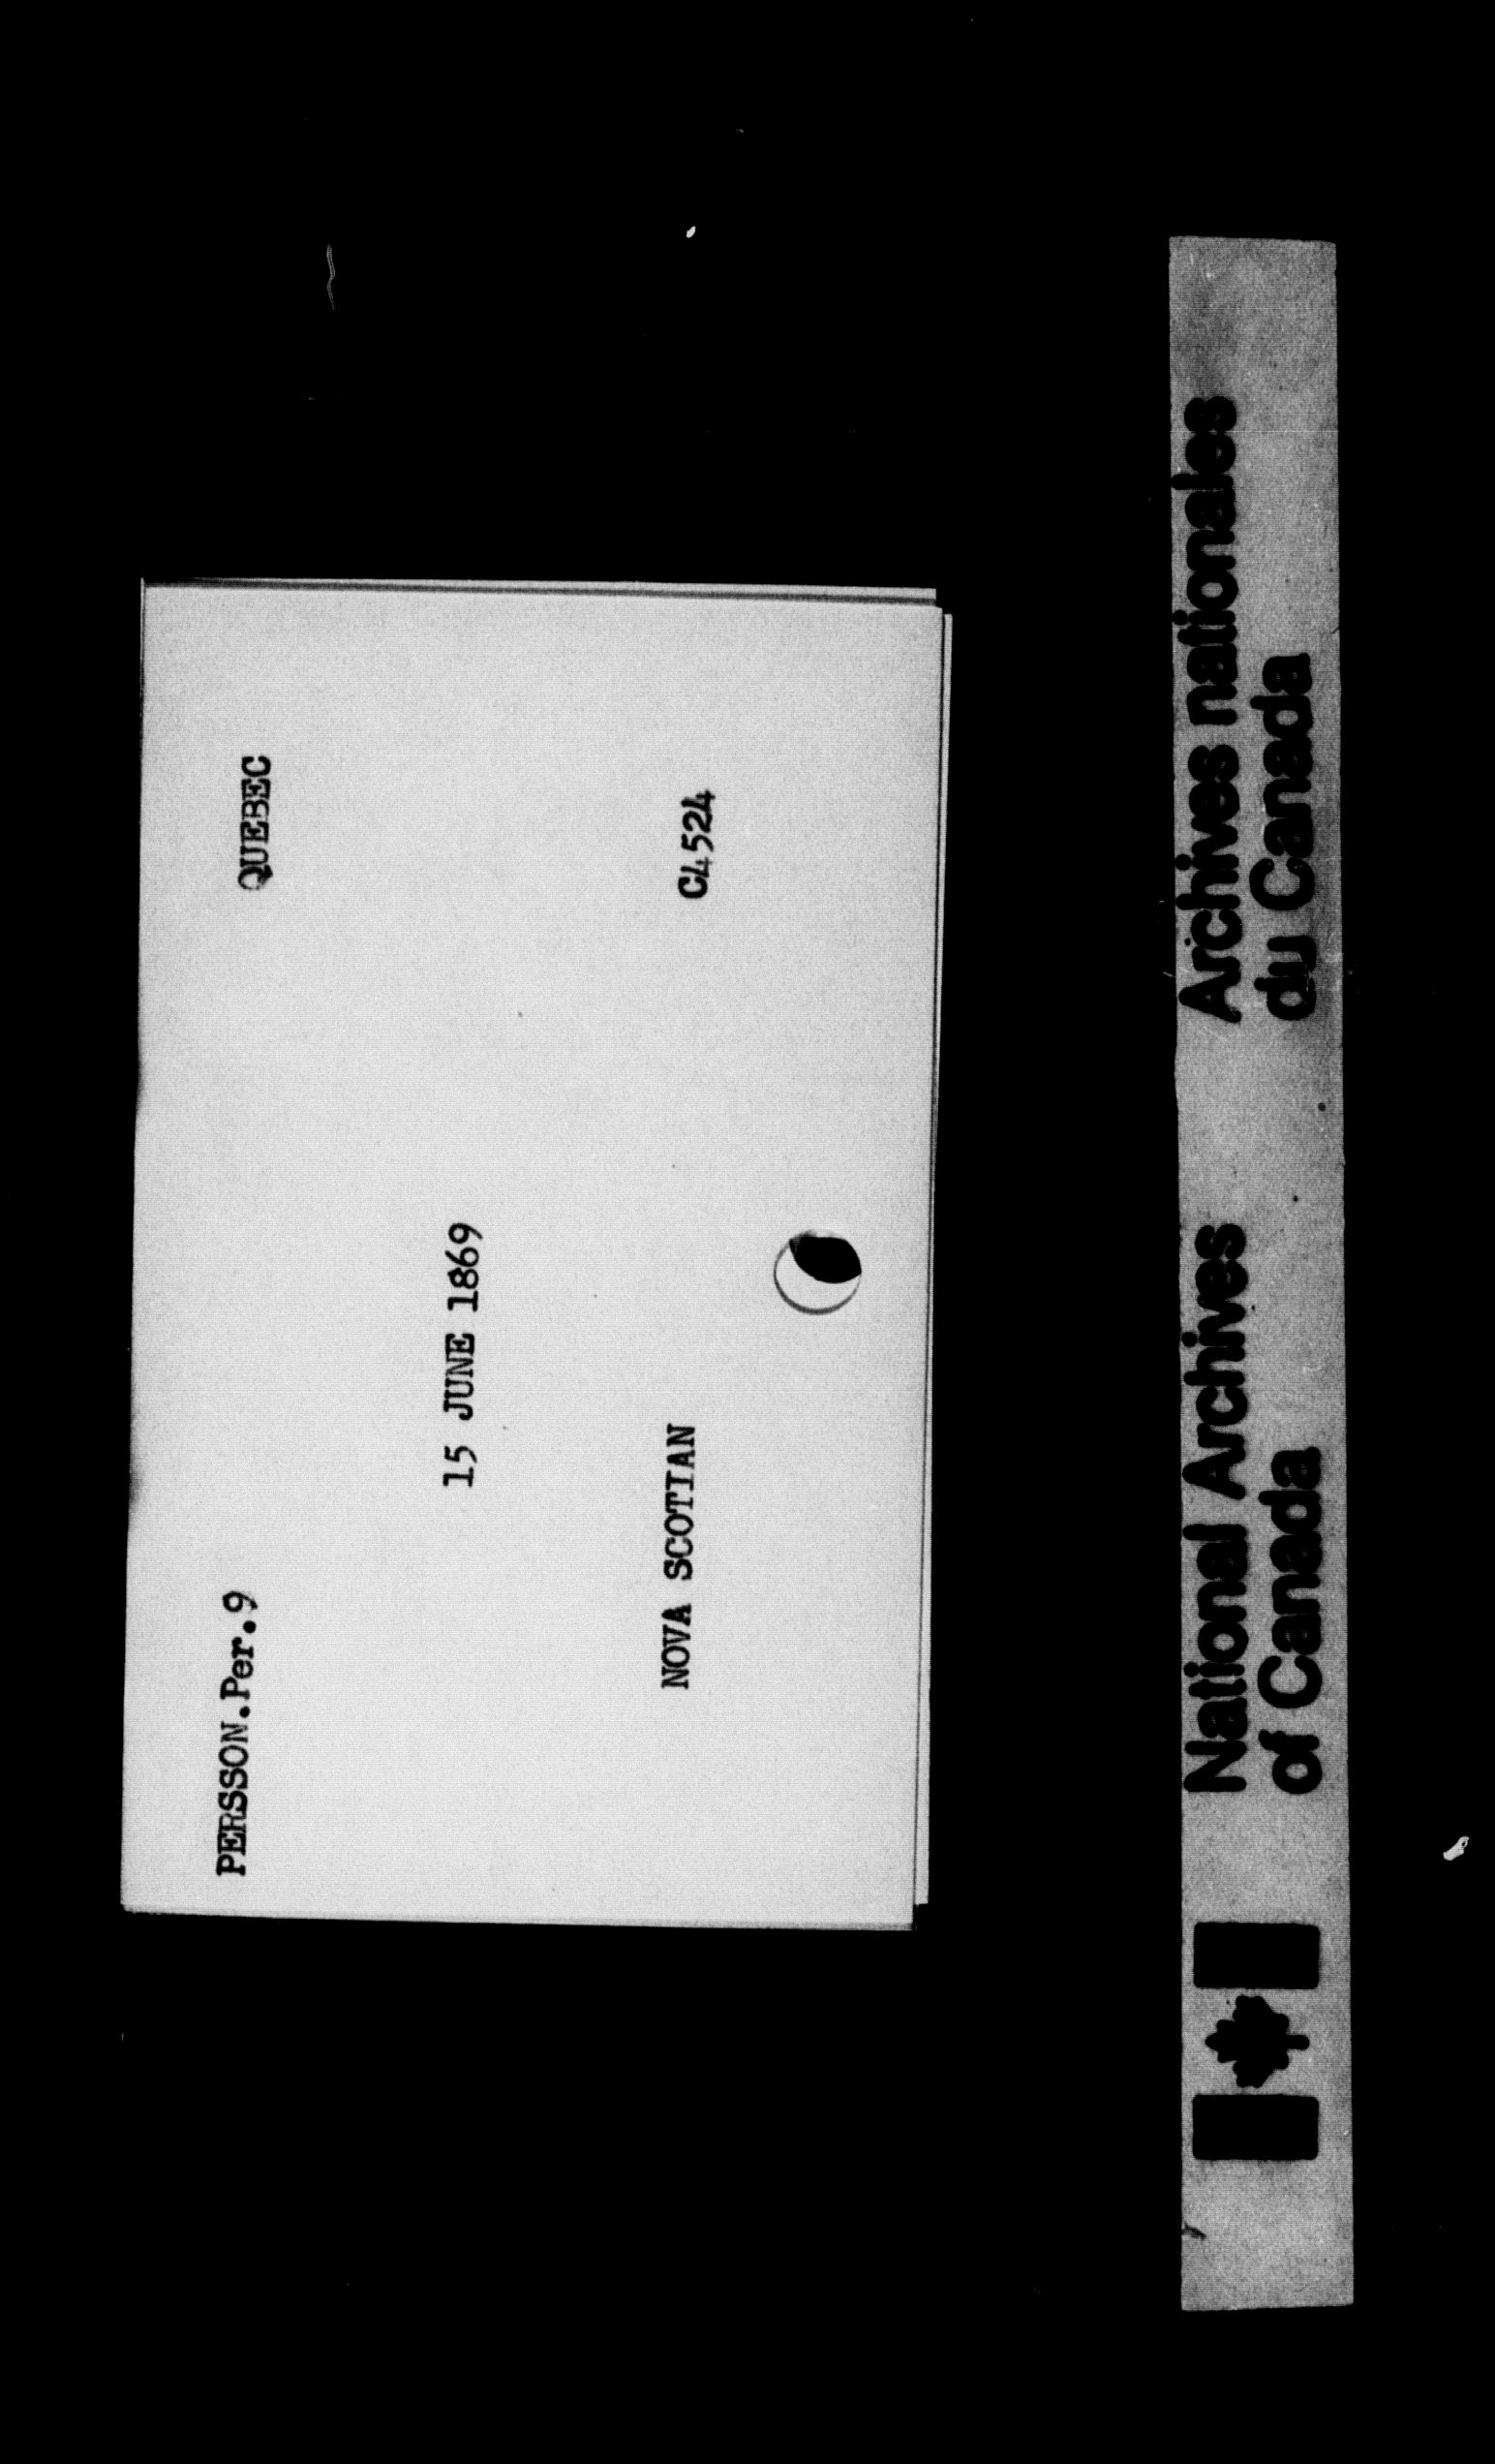 PERSSON.Per.9 QUEBEC
15 JUNE 1869
NOVA SCOTIAN C4524
National Archives Archives nationales
of Canada du Canada